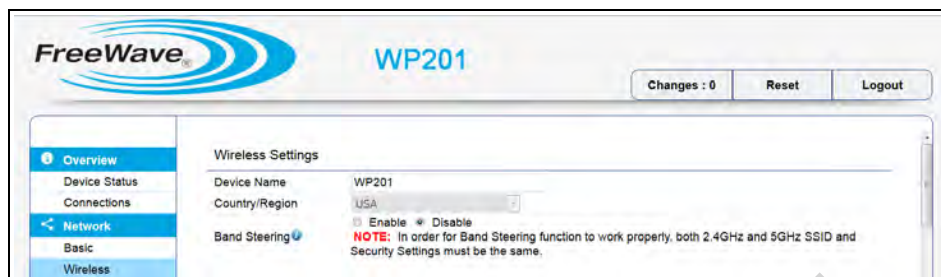 FreeWave®
WP201
Changes : 0 Reset Logout
Overview
Device Status
Connections
Network
Basic
Wireless
Wireless Settings
Device Name WP201
Country/Region USA
Band Steering Enable Disable
NOTE: In order for Band Steering function to work properly, both 2.4GHz and 5GHz SSID and
Security Settings must be the same.